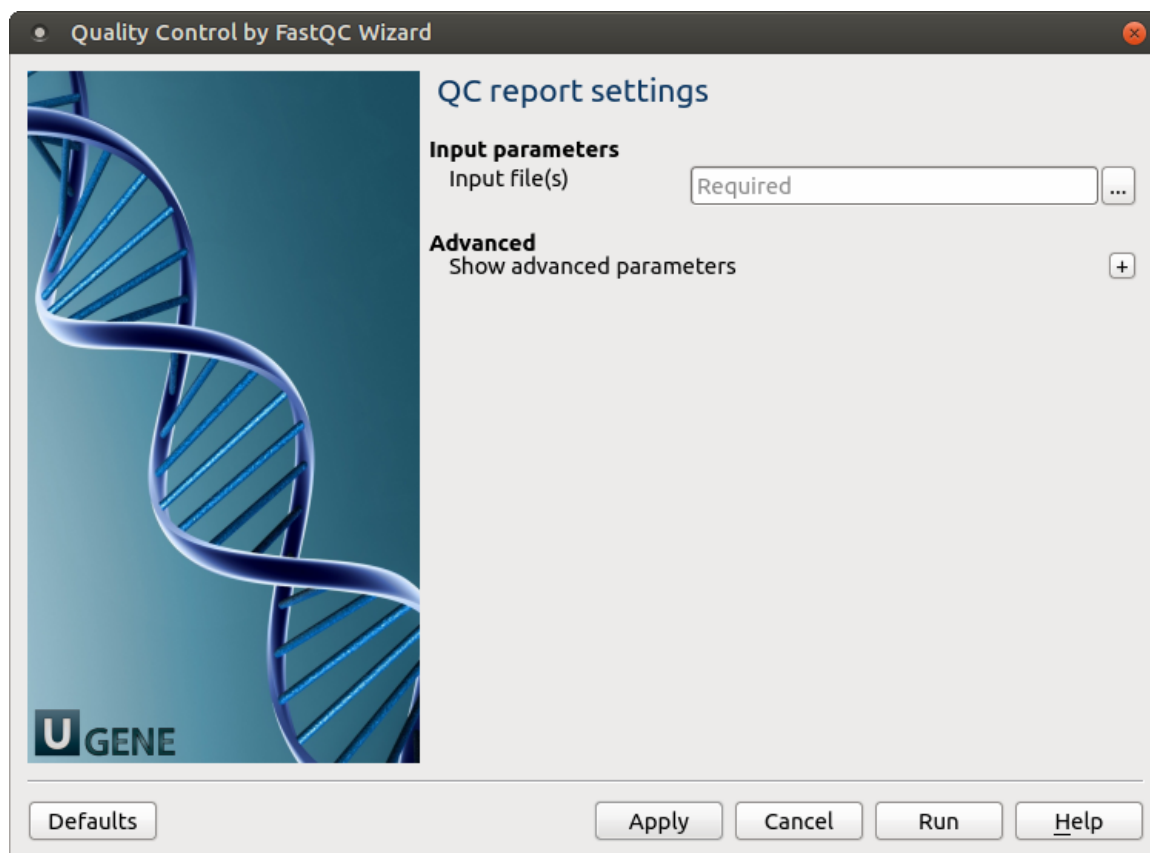 Quality Control by FastQC Wizard
QC report settings
Input parameters
Input file(s) Required ...
Advanced
Show advanced parameters +
U GENE
Defaults Apply Cancel Run Help